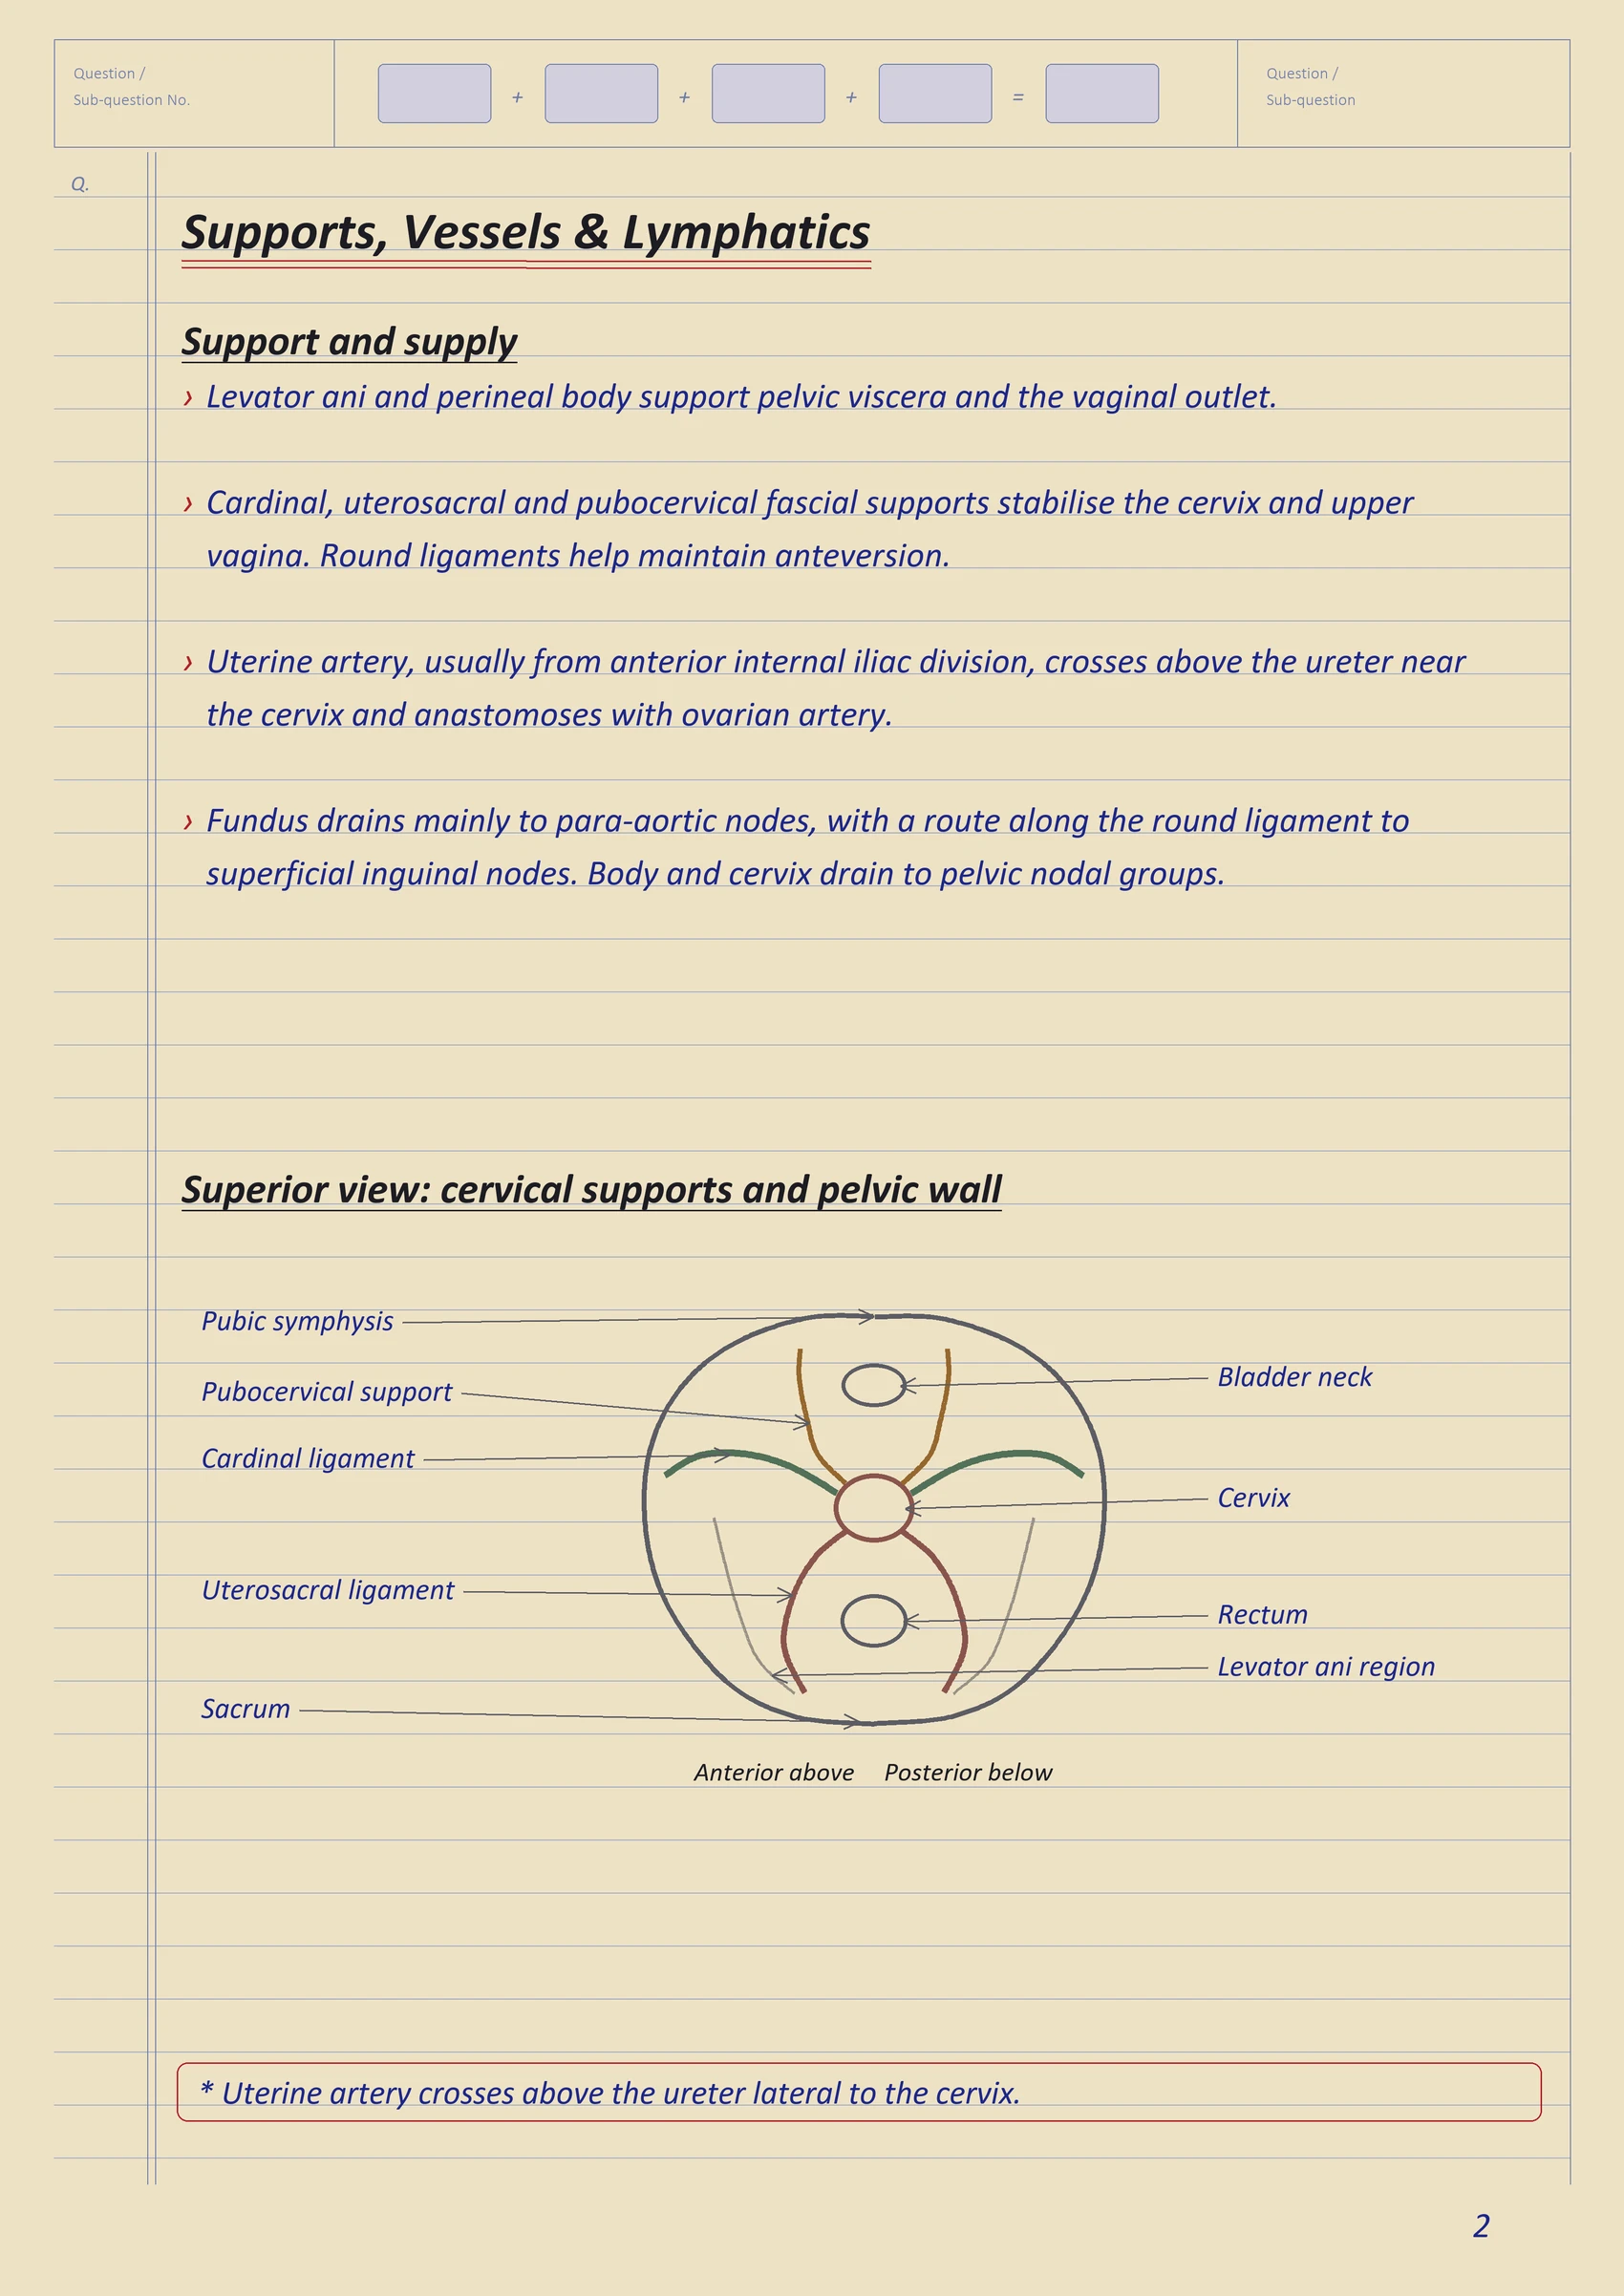 Question /
Sub-question No.
+ + + =
Question /
Sub-question
Q.
Supports, Vessels & Lymphatics
Support and supply
› Levator ani and perineal body support pelvic viscera and the vaginal outlet.
› Cardinal, uterosacral and pubocervical fascial supports stabilise the cervix and upper
vagina. Round ligaments help maintain anteversion.
› Uterine artery, usually from anterior internal iliac division, crosses above the ureter near
the cervix and anastomoses with ovarian artery.
› Fundus drains mainly to para-aortic nodes, with a route along the round ligament to
superficial inguinal nodes. Body and cervix drain to pelvic nodal groups.
Superior view: cervical supports and pelvic wall
Pubic symphysis
Bladder neck
Pubocervical support
Cardinal ligament
Cervix
Uterosacral ligament
Rectum
Levator ani region
Sacrum
Anterior above Posterior below
* Uterine artery crosses above the ureter lateral to the cervix.
2